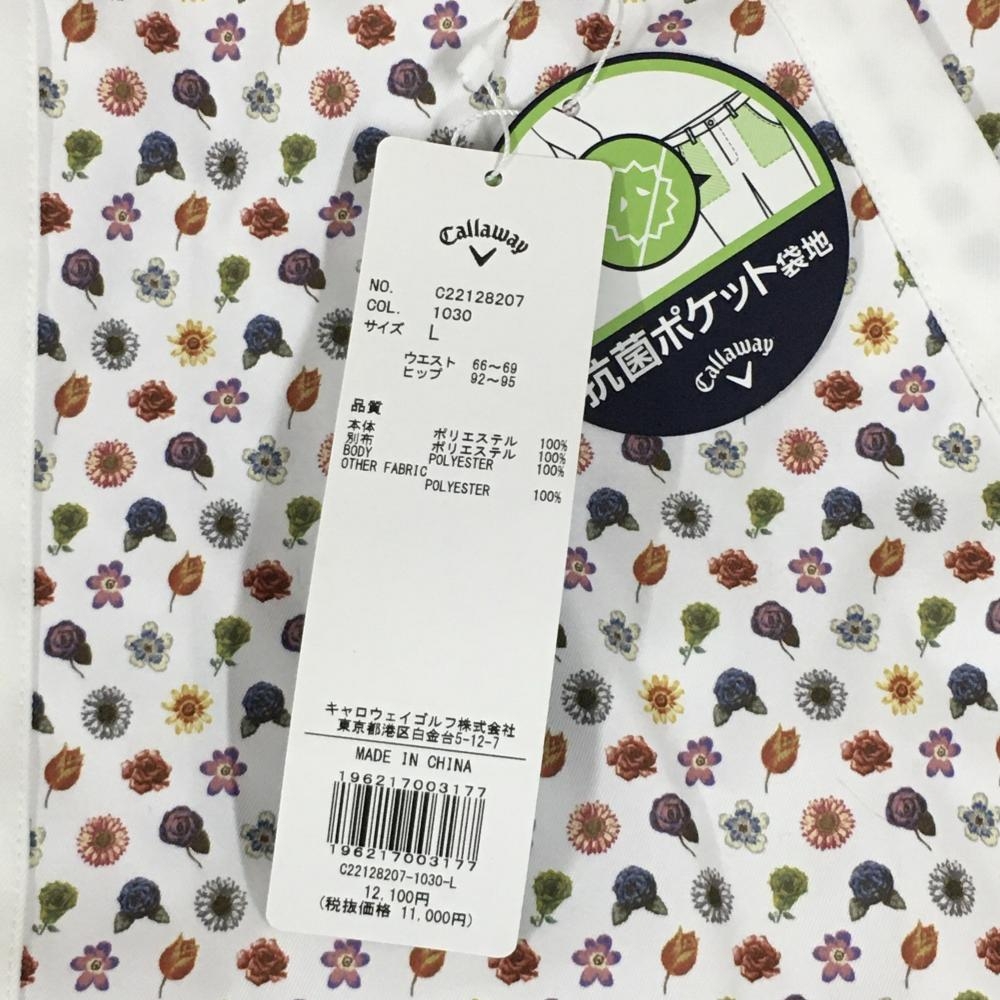 Callaway
NO. C22128207
COL. 1030
サイズ L
ウエスト 66～69
ヒップ 92～95
品質
本体 ポリエステル 100%
別布 ポリエステル 100%
BODY POLYESTER 100%
OTHER FABRIC
POLYESTER 100%
キャロウェイゴルフ株式会社
東京都港区白金台5-12-7
MADE IN CHINA
196217003177
196217003177
C22128207-1030-L
12,100円
(税抜価格 11,000円)
抗菌ポケット袋地
Callaway